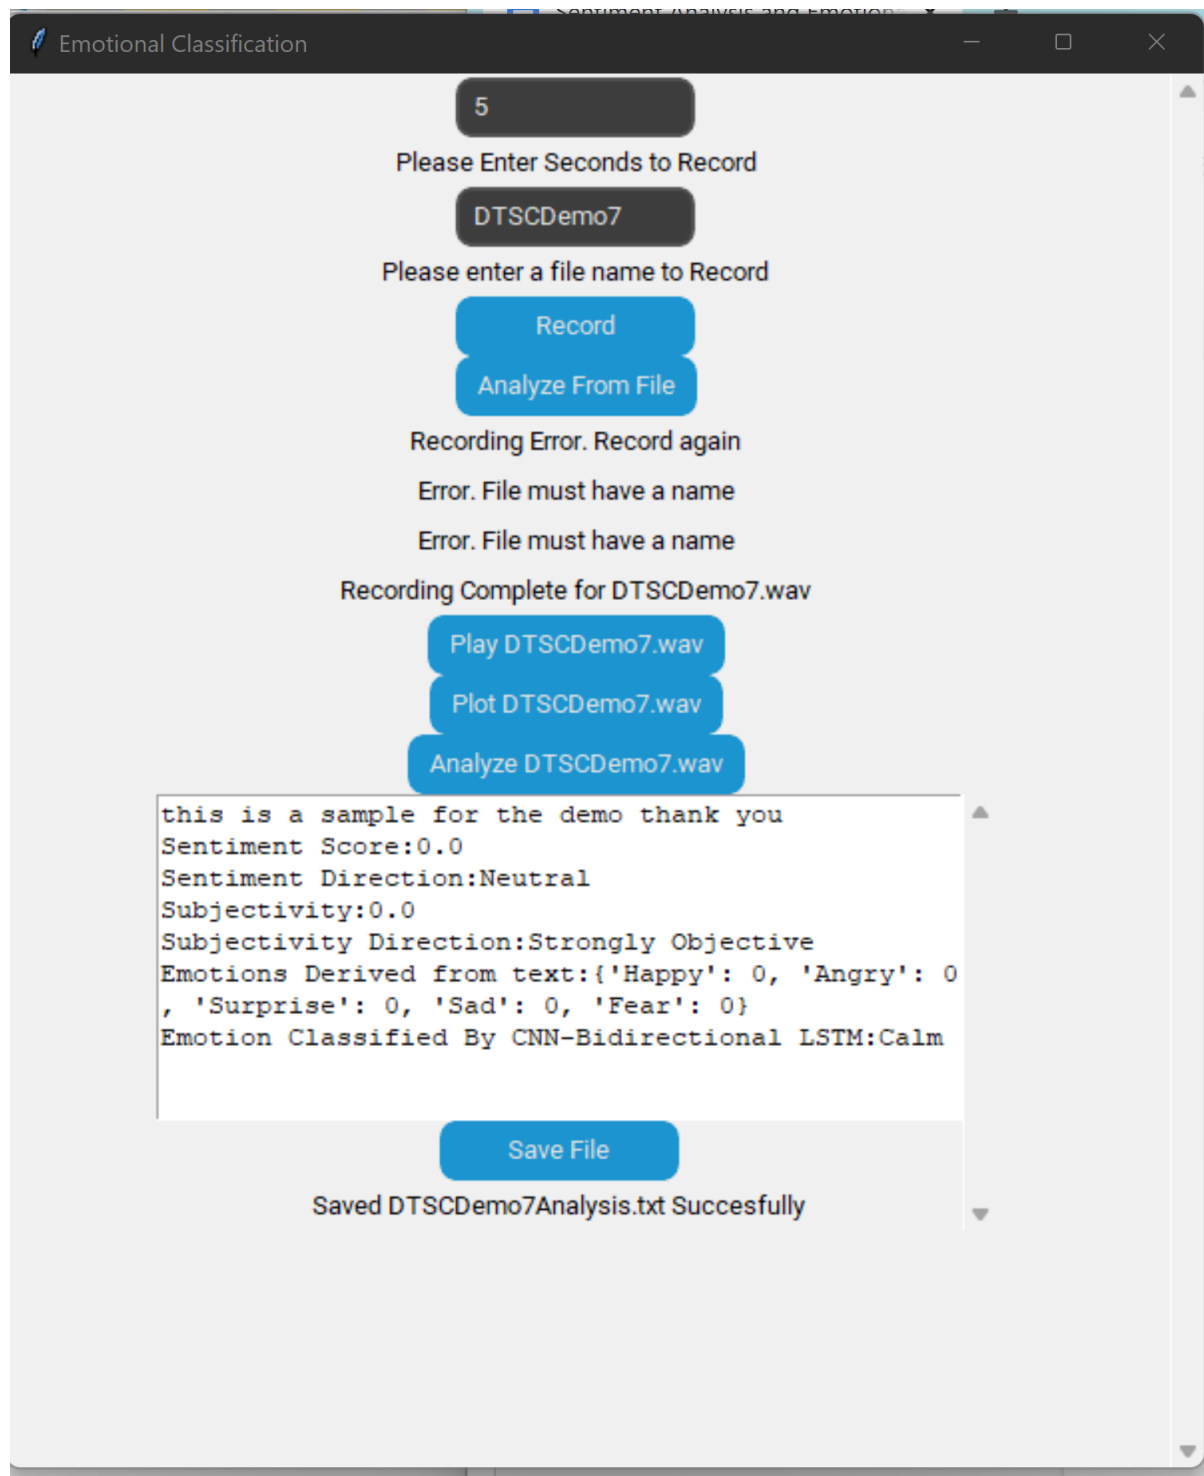 Sentiment Analysis and Emotion
Emotional Classification
5
Please Enter Seconds to Record
DTSCDemo7
Please enter a file name to Record
Record
Analyze From File
Recording Error. Record again
Error. File must have a name
Error. File must have a name
Recording Complete for DTSCDemo7.wav
Play DTSCDemo7.wav
Plot DTSCDemo7.wav
Analyze DTSCDemo7.wav
this is a sample for the demo thank you
Sentiment Score:0.0
Sentiment Direction:Neutral
Subjectivity:0.0
Subjectivity Direction:Strongly Objective
Emotions Derived from text:{'Happy': 0, 'Angry': 0
, 'Surprise': 0, 'Sad': 0, 'Fear': 0}
Emotion Classified By CNN-Bidirectional LSTM:Calm
Save File
Saved DTSCDemo7Analysis.txt Succesfully